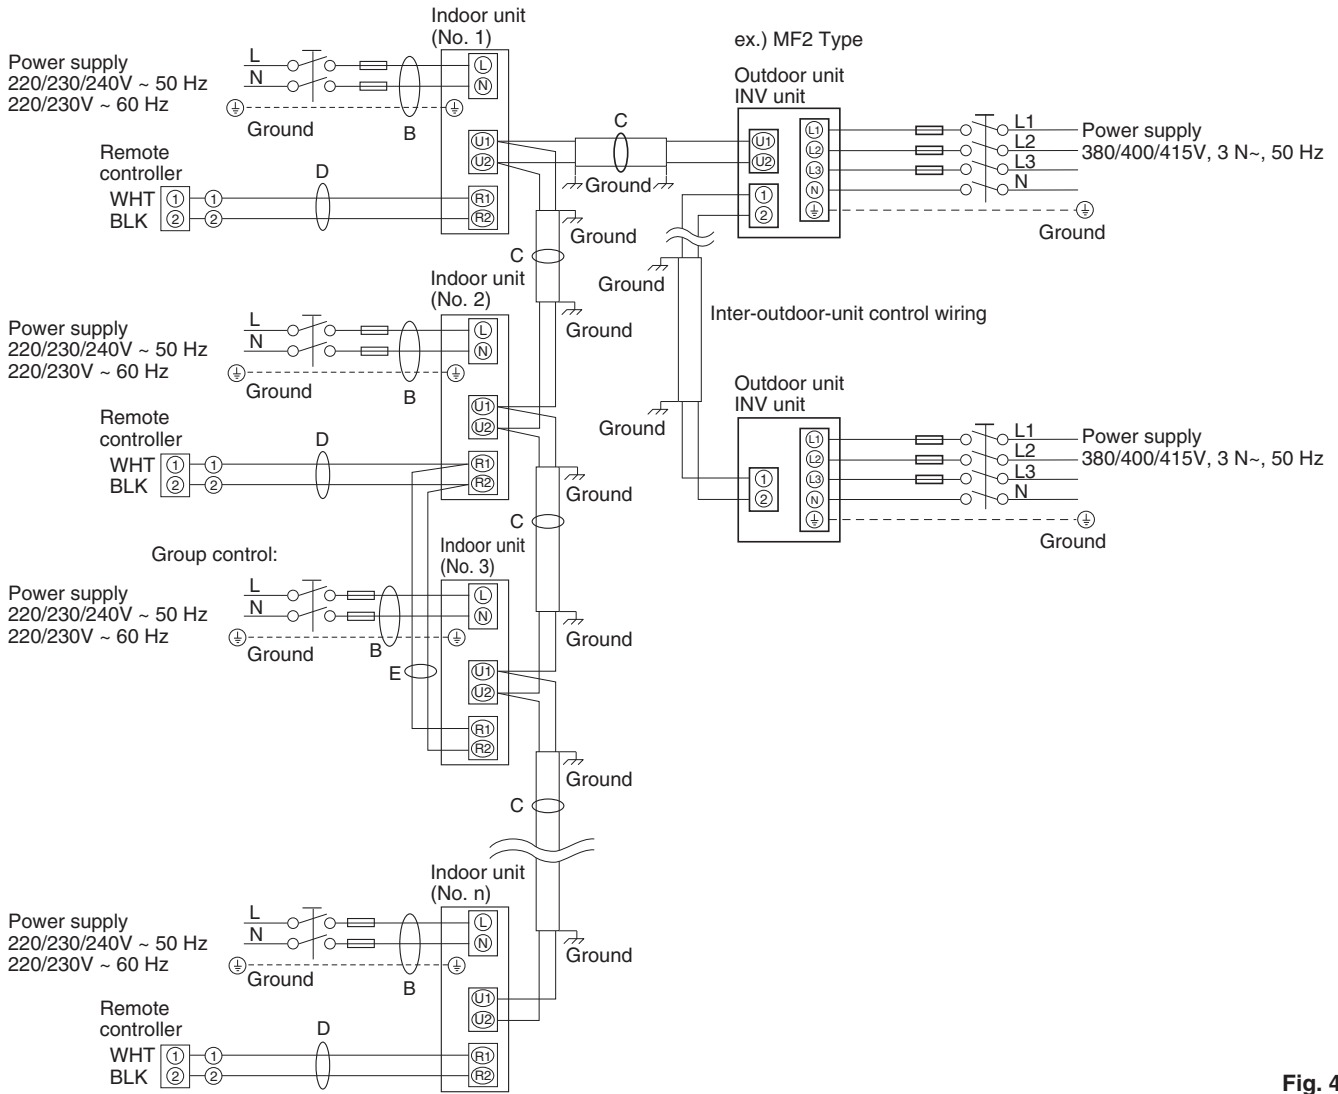 Indoor unit
(No. 1)
Power supply
220/230/240V ~ 50 Hz
220/230V ~ 60 Hz
L
N
Ground
B
L
N
U1
U2
Remote
controller
WHT 1 1
BLK 2 2
D
R1
R2
C
Ground
Ground
C
Ground
ex.) MF2 Type
Outdoor unit
INV unit
U1
U2
1
2
L1
L2
L3
N
L1
L2
L3
N
Power supply
380/400/415V, 3 N~, 50 Hz
Ground
Ground
Inter-outdoor-unit control wiring
Ground
Indoor unit
(No. 2)
Power supply
220/230/240V ~ 50 Hz
220/230V ~ 60 Hz
L
N
Ground
B
L
N
U1
U2
Remote
controller
WHT 1 1
BLK 2 2
D
R1
R2
Ground
C
Ground
Outdoor unit
INV unit
1
2
L1
L2
L3
N
L1
L2
L3
N
Power supply
380/400/415V, 3 N~, 50 Hz
Ground
Group control:
Indoor unit
(No. 3)
Power supply
220/230/240V ~ 50 Hz
220/230V ~ 60 Hz
L
N
Ground
B
E
L
N
U1
U2
R1
R2
Ground
C
Ground
Indoor unit
(No. n)
Power supply
220/230/240V ~ 50 Hz
220/230V ~ 60 Hz
L
N
Ground
B
L
N
U1
U2
Remote
controller
WHT 1 1
BLK 2 2
D
R1
R2
Fig. 4